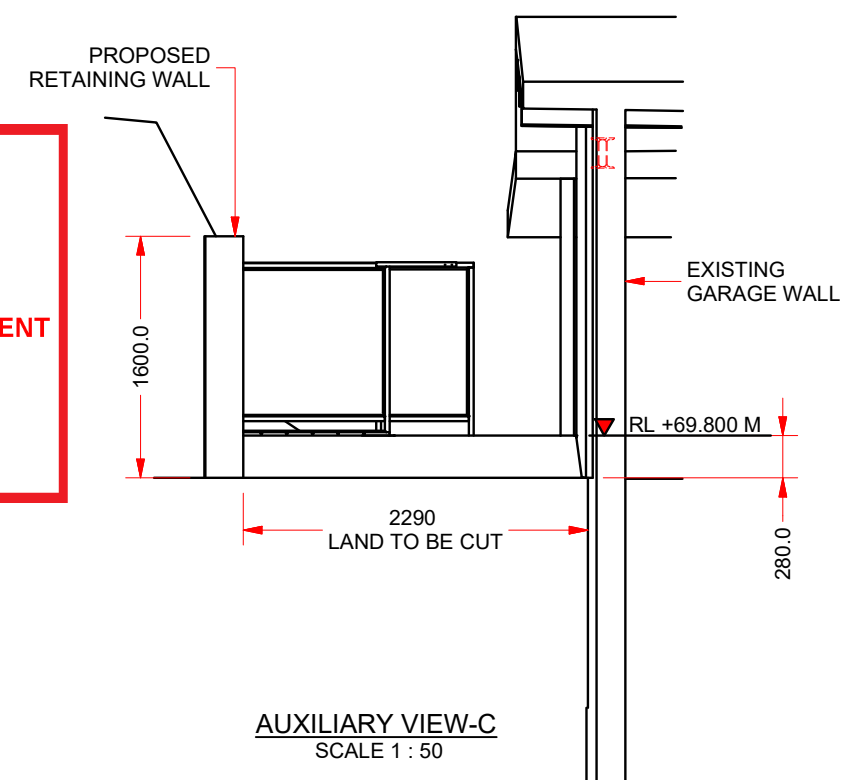 PROPOSED
RETAINING WALL
ENT
1600.0
EXISTING
GARAGE WALL
RL +69.800 M
2290
LAND TO BE CUT
280.0
AUXILIARY VIEW-C
SCALE 1 : 50